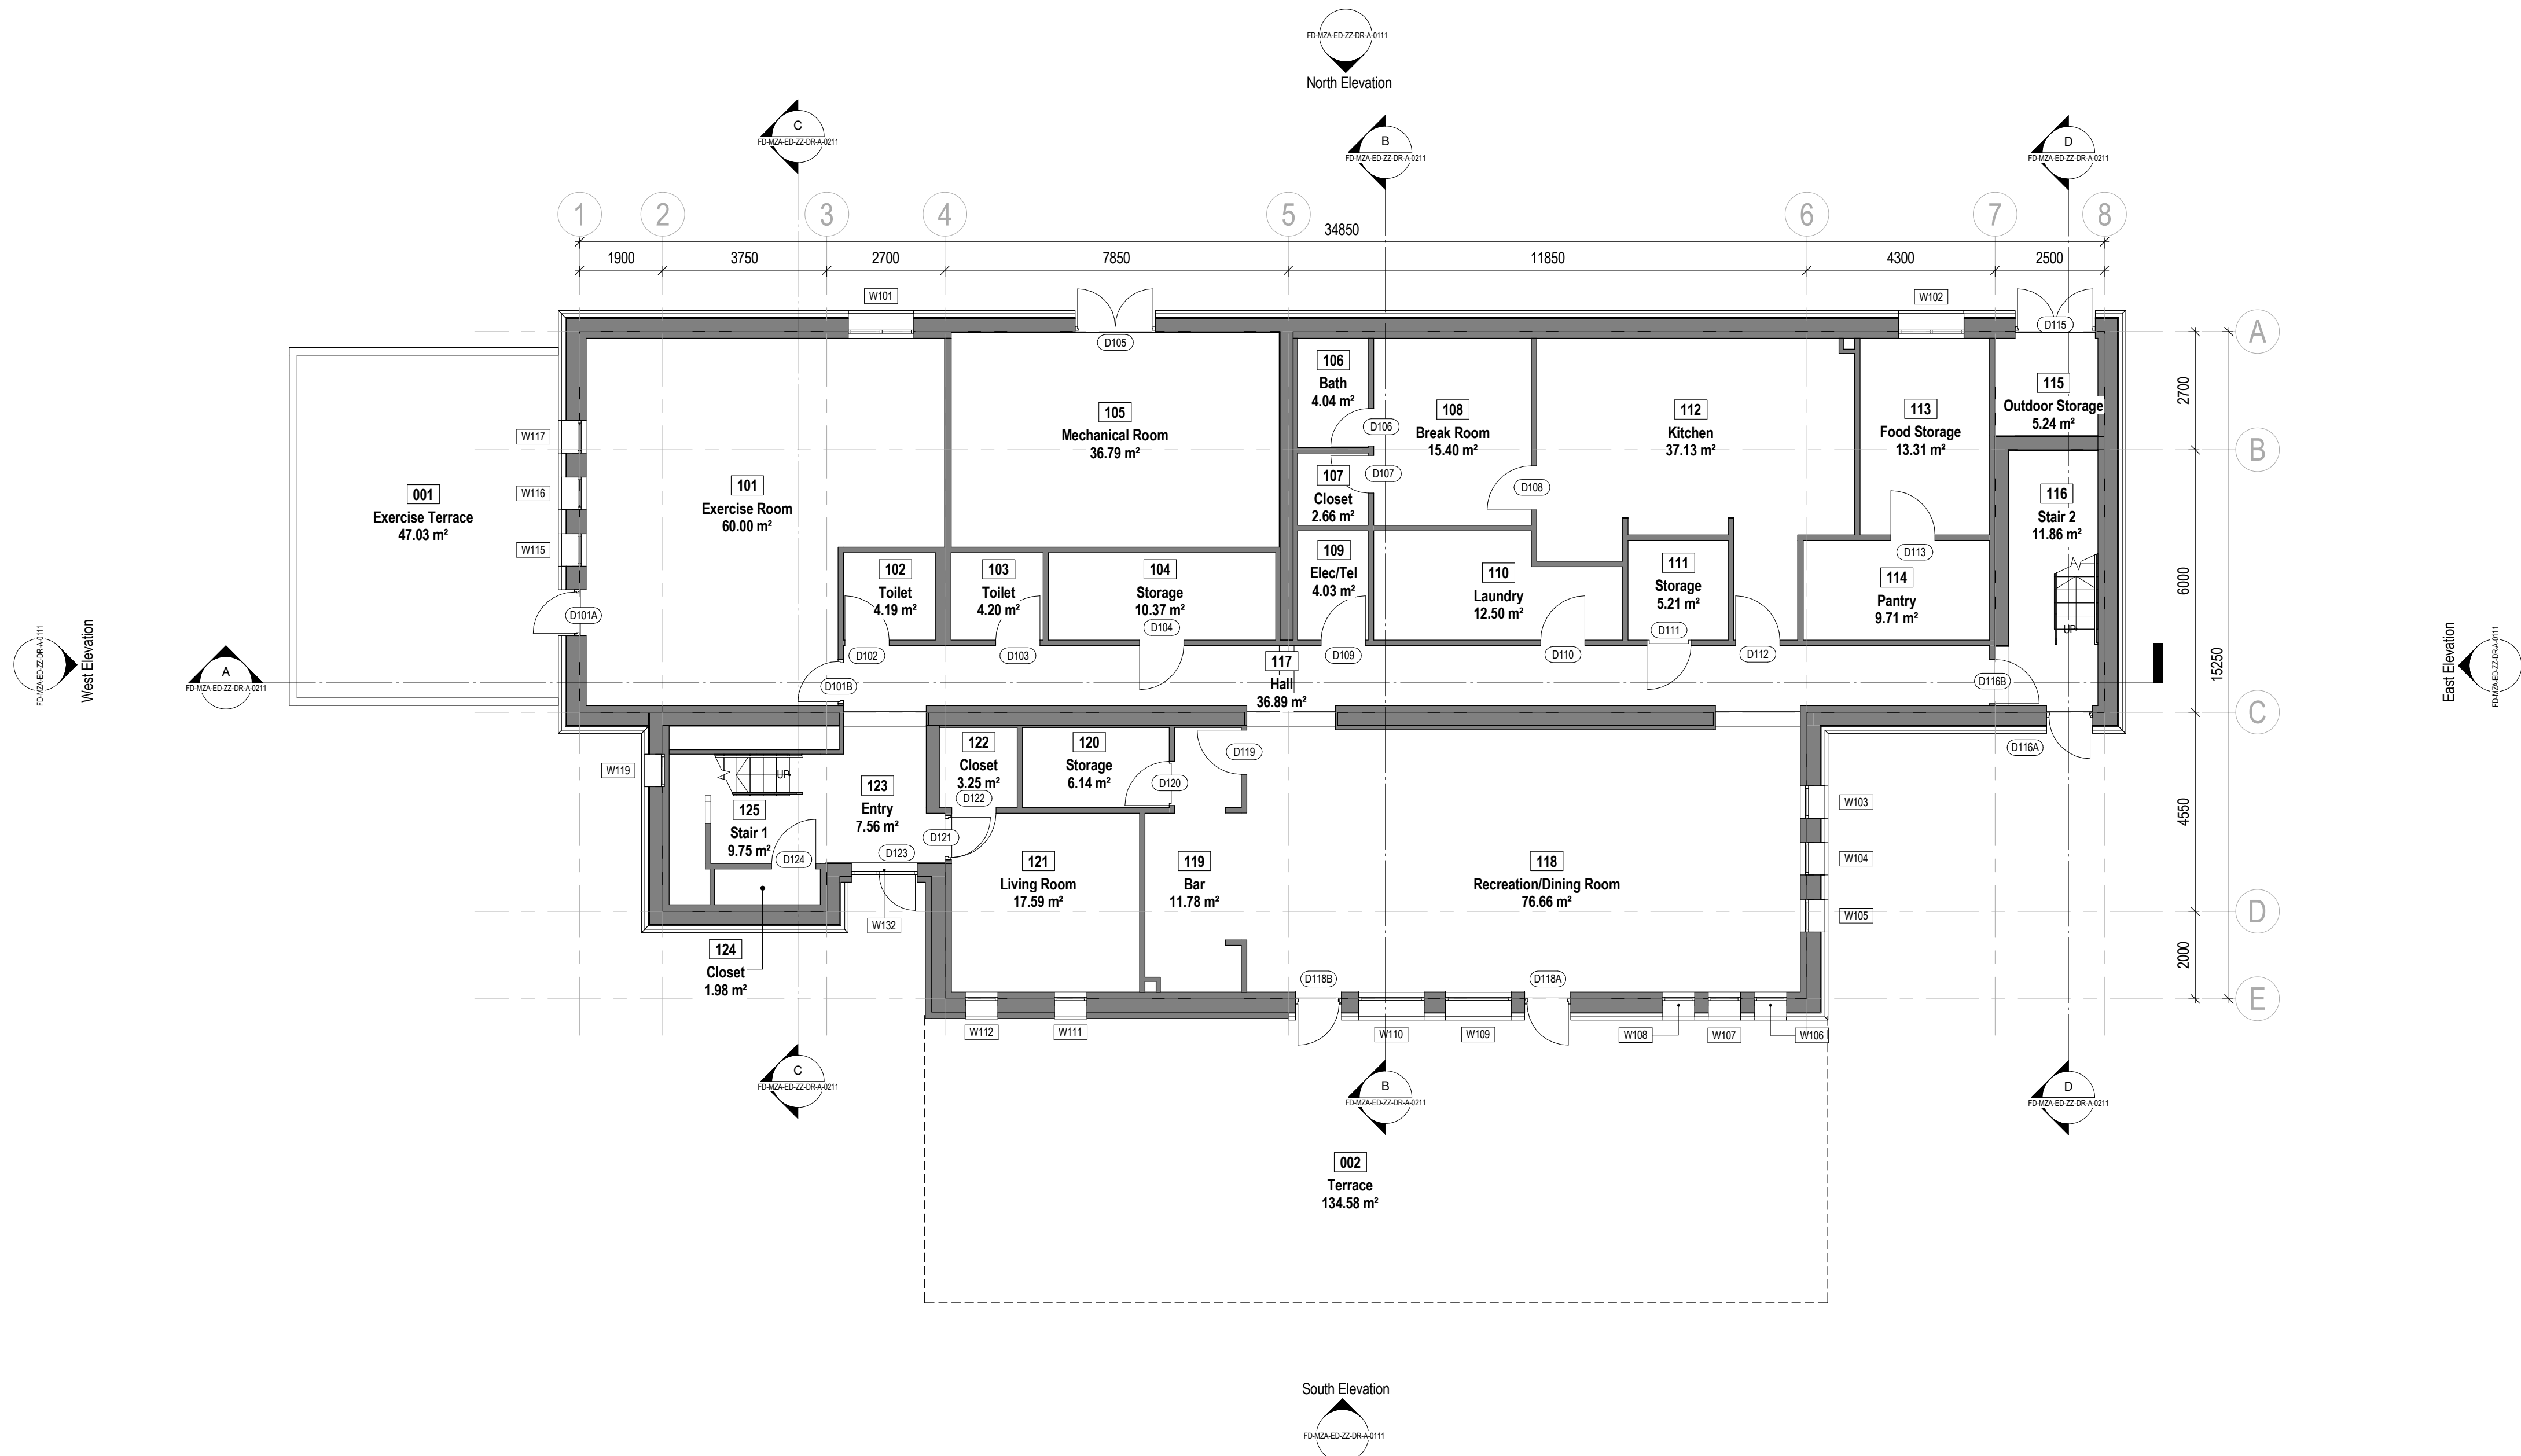 FD-MZA-ED-ZZ-DR-A-0111
North Elevation
C
FD-MZA-ED-ZZ-DR-A-0211
B
FD-MZA-ED-ZZ-DR-A-0211
D
FD-MZA-ED-ZZ-DR-A-0211
1
2
3
4
5
6
7
8
34850
1900
3750
2700
7850
11850
4300
2500
W101
W102
D105
D115
A
106
Bath
4.04 m²
115
Outdoor Storage
5.24 m²
2700
105
Mechanical Room
36.79 m²
108
Break Room
15.40 m²
112
Kitchen
37.13 m²
113
Food Storage
13.31 m²
D106
W117
B
D107
107
Closet
2.66 m²
D108
001
Exercise Terrace
47.03 m²
W116
101
Exercise Room
60.00 m²
116
Stair 2
11.86 m²
W115
109
Elec/Tel
4.03 m²
D113
102
Toilet
4.19 m²
103
Toilet
4.20 m²
104
Storage
10.37 m²
110
Laundry
12.50 m²
111
Storage
5.21 m²
114
Pantry
9.71 m²
6000
UP
D101A
D104
D111
D102
D103
D109
D110
D112
117
Hall
36.89 m²
D101B
D116B
15250
FD-MZA-ED-ZZ-DR-A-0111
West Elevation
A
FD-MZA-ED-ZZ-DR-A-0211
East Elevation
FD-MZA-ED-ZZ-DR-A-0111
C
W119
UP
122
Closet
3.25 m²
120
Storage
6.14 m²
D119
D116A
D120
D122
123
Entry
7.56 m²
125
Stair 1
9.75 m²
W103
4550
D121
D123
D124
121
Living Room
17.59 m²
119
Bar
11.78 m²
118
Recreation/Dining Room
76.66 m²
W104
W105
D
W132
124
Closet
1.98 m²
2000
D118B
D118A
E
W112
W111
W110
W109
W108
W107
W106
C
FD-MZA-ED-ZZ-DR-A-0211
B
FD-MZA-ED-ZZ-DR-A-0211
D
FD-MZA-ED-ZZ-DR-A-0211
002
Terrace
134.58 m²
South Elevation
FD-MZA-ED-ZZ-DR-A-0111